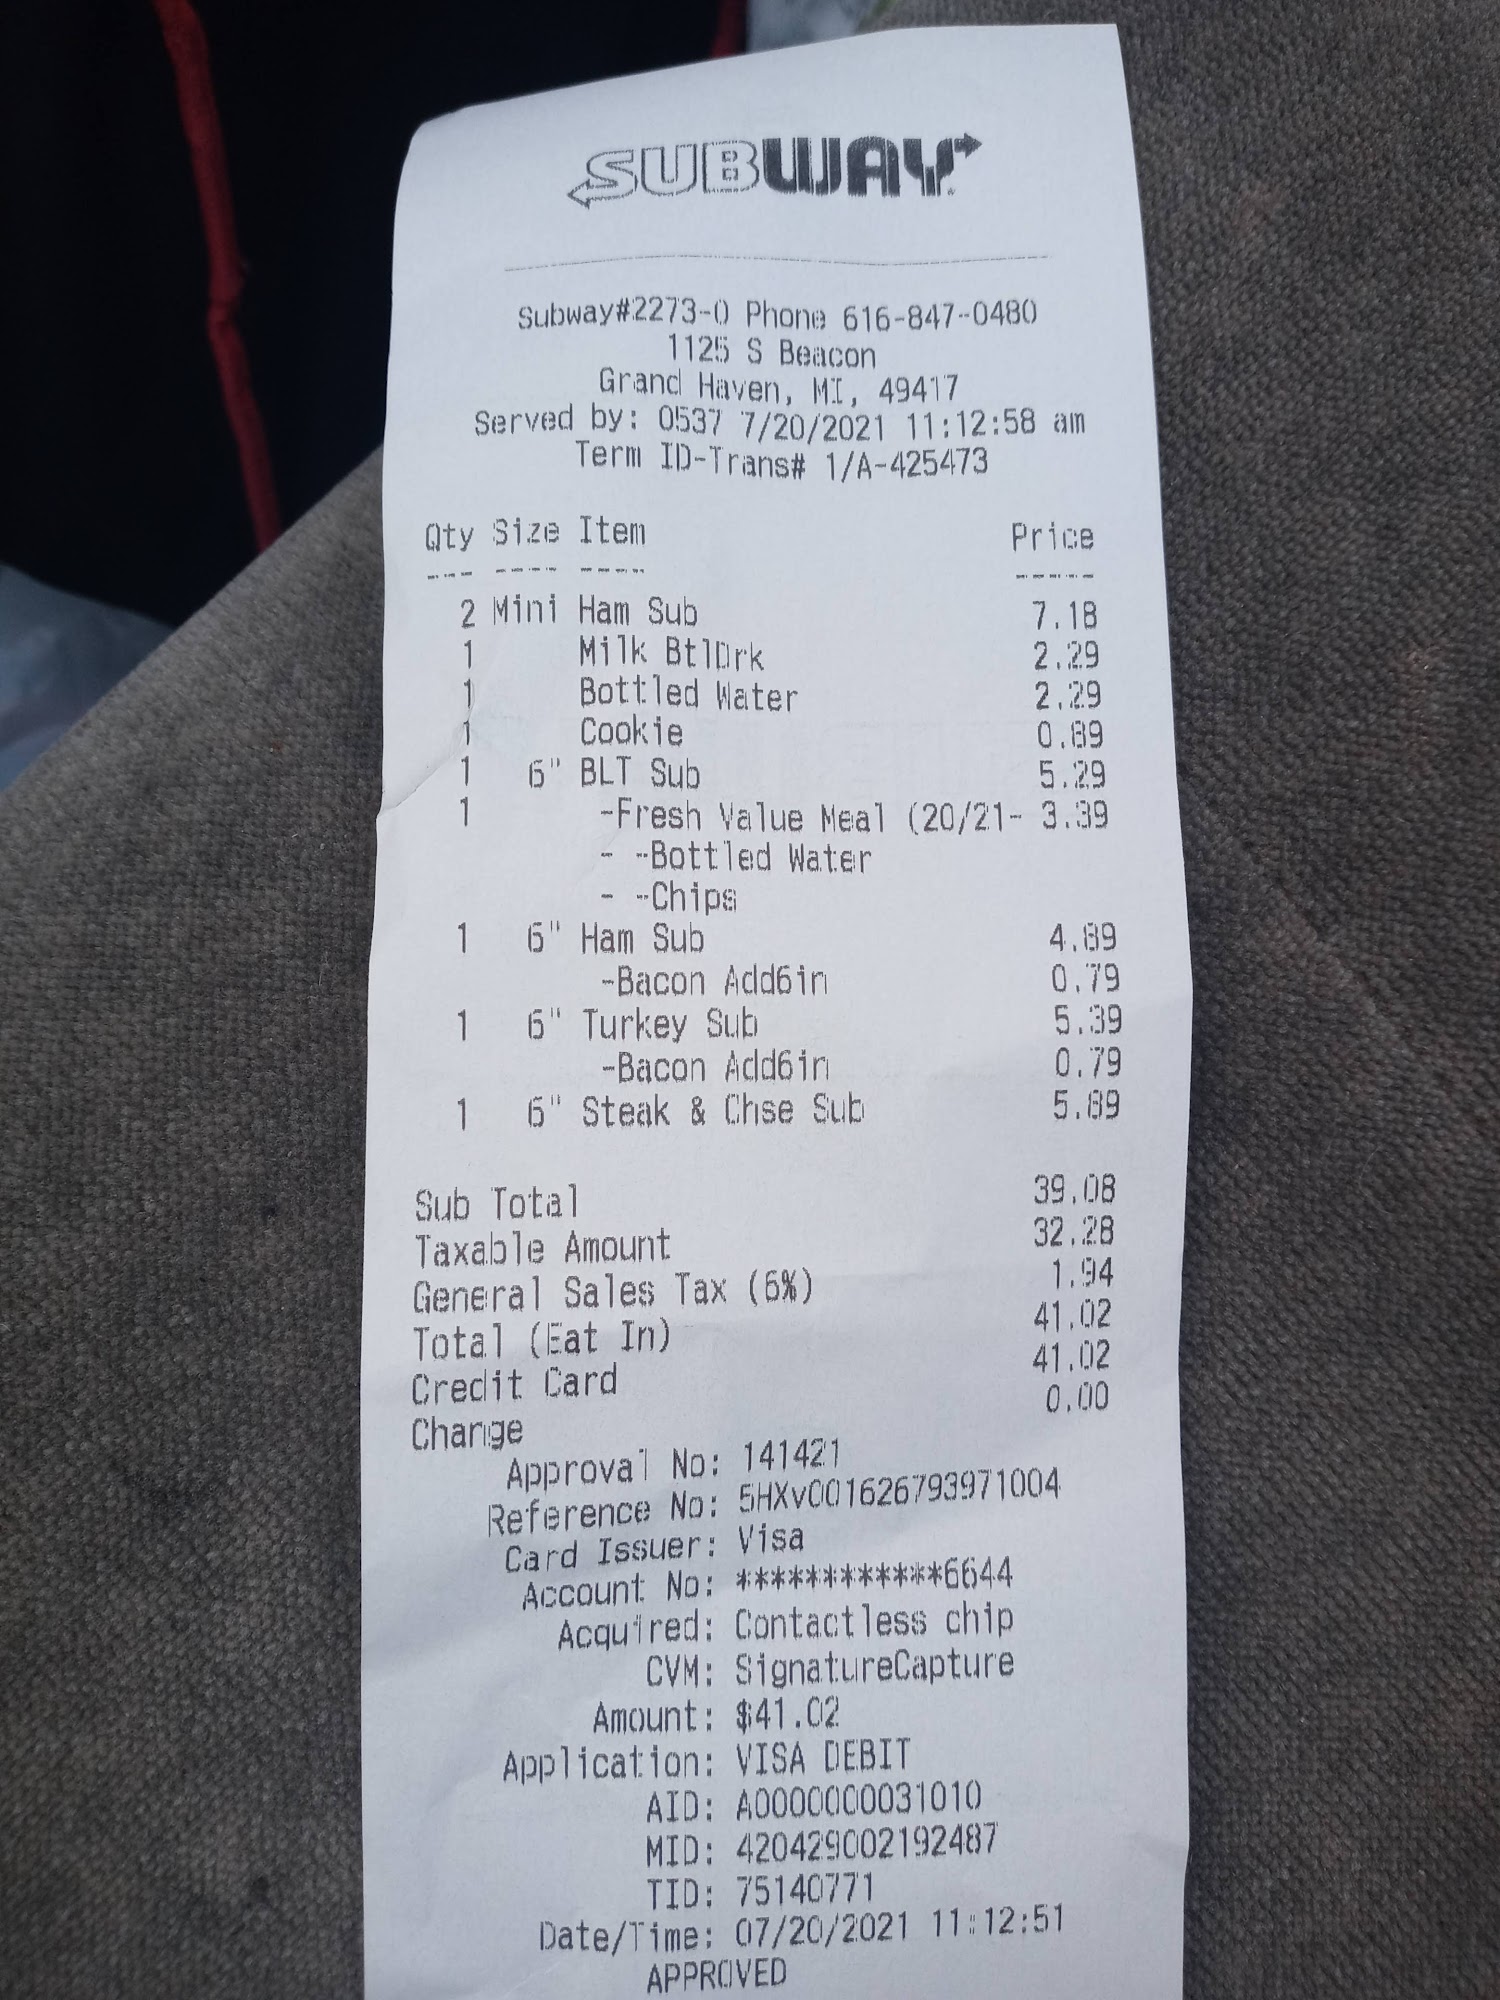 SUBWAY
Subway#2273-0 Phone 616-847-0480
1125 S Beacon
Grand Haven, MI, 49417
Served by: 0537 7/20/2021 11:12:58 am
Term ID-Trans# 1/A-425473
Qty Size Item Price
--- ---- ---- -----
2 Mini Ham Sub 7.18
1 Milk BtlDrk 2.29
1 Bottled Water 2.29
1 Cookie 0.89
1 6" BLT Sub 5.29
1 -Fresh Value Meal (20/21- 3.39
- -Bottled Water
- -Chips
1 6" Ham Sub 4.89
-Bacon Add6in 0.79
1 6" Turkey Sub 5.39
-Bacon Add6in 0.79
1 6" Steak & Chse Sub 5.89
Sub Total 39.08
Taxable Amount 32.28
General Sales Tax (6%) 1.94
Total (Eat In) 41.02
Credit Card 41.02
Change 0.00
Approval No: 141421
Reference No: 5HXv001626793971004
Card Issuer: Visa
Account No: ************6644
Acquired: Contactless chip
CVM: SignatureCapture
Amount: $41.02
Application: VISA DEBIT
AID: A0000000031010
MID: 420429002192487
TID: 75140771
Date/Time: 07/20/2021 11:12:51
APPROVED